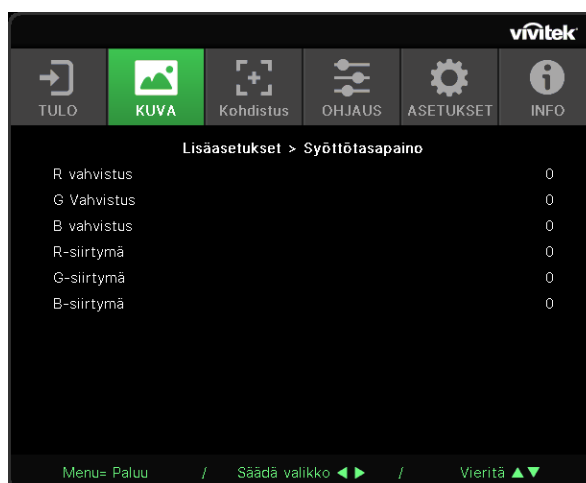 vivitek
TULO KUVA Kohdistus OHJAUS ASETUKSET INFO
Lisäasetukset > Syöttötasapaino
R vahvistus 0
G Vahvistus 0
B vahvistus 0
R-siirtymä 0
G-siirtymä 0
B-siirtymä 0
Menu= Paluu / Säädä valikko ◀ ▶ / Vieritä ▲▼